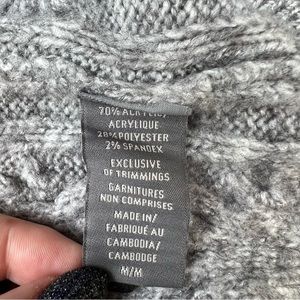 70% ACRYLIC/
ACRYLIQUE
28% POLYESTER
2% SPANDEX
EXCLUSIVE
OF TRIMMINGS
GARNITURES
NON COMPRISES
MADE IN/
FABRIQUÉ AU
CAMBODIA/
CAMBODGE
M/M